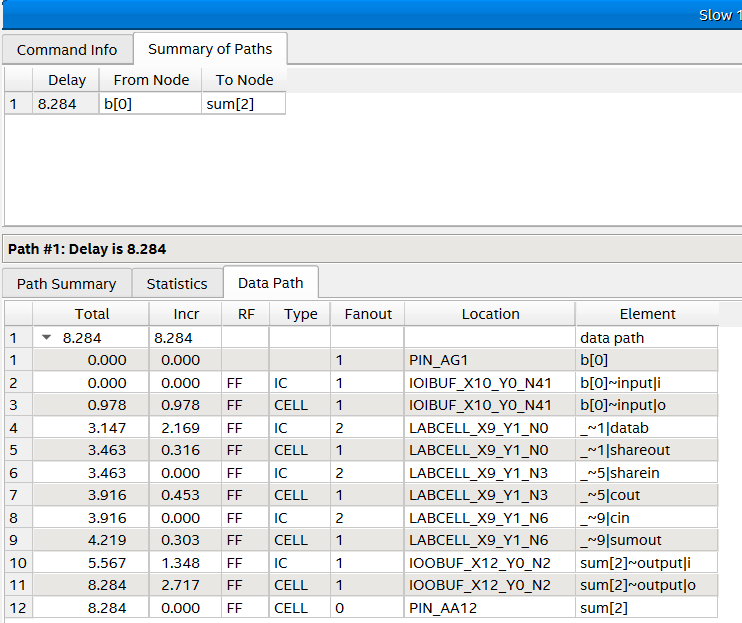 Slow 1
Command Info Summary of Paths
Delay From Node To Node
1 8.284 b[0] sum[2]
Path #1: Delay is 8.284
Path Summary Statistics Data Path
Total Incr RF Type Fanout Location Element
1 8.284 8.284 data path
1 0.000 0.000 1 PIN_AG1 b[0]
2 0.000 0.000 FF IC 1 IOIBUF_X10_Y0_N41 b[0]~input|i
3 0.978 0.978 FF CELL 1 IOIBUF_X10_Y0_N41 b[0]~input|o
4 3.147 2.169 FF IC 2 LABCELL_X9_Y1_N0 _~1|datab
5 3.463 0.316 FF CELL 1 LABCELL_X9_Y1_N0 _~1|shareout
6 3.463 0.000 FF IC 2 LABCELL_X9_Y1_N3 _~5|sharein
7 3.916 0.453 FF CELL 1 LABCELL_X9_Y1_N3 _~5|cout
8 3.916 0.000 FF IC 2 LABCELL_X9_Y1_N6 _~9|cin
9 4.219 0.303 FF CELL 1 LABCELL_X9_Y1_N6 _~9|sumout
10 5.567 1.348 FF IC 1 IOOBUF_X12_Y0_N2 sum[2]~output|i
11 8.284 2.717 FF CELL 1 IOOBUF_X12_Y0_N2 sum[2]~output|o
12 8.284 0.000 FF CELL 0 PIN_AA12 sum[2]